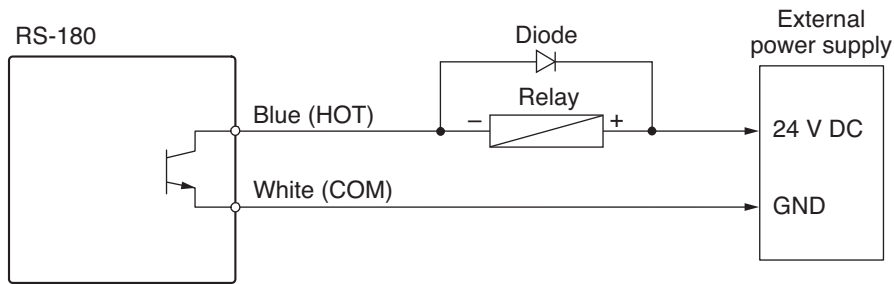 RS-180
External
power supply
Diode
Relay
Blue (HOT)
– +
24 V DC
White (COM)
GND